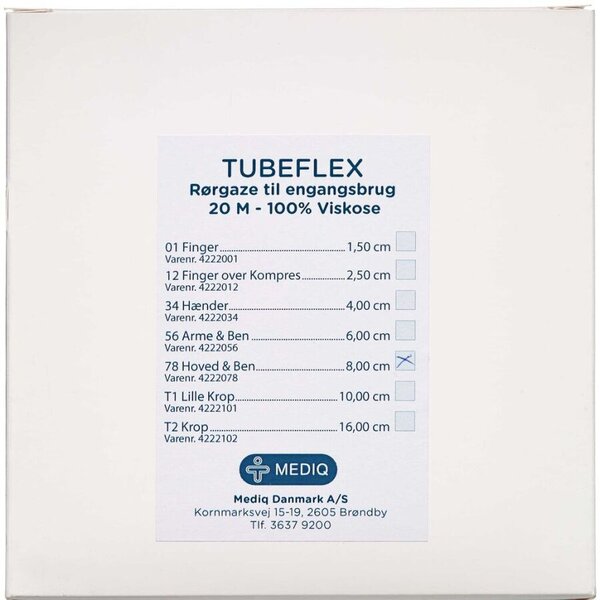 TUBEFLEX
Rørgaze til engangsbrug
20 M - 100% Viskose
01 Finger 1,50 cm
Varenr. 4222001
12 Finger over Kompres 2,50 cm
Varenr. 4222012
34 Hænder 4,00 cm
Varenr. 4222034
56 Arme & Ben 6,00 cm
Varenr. 4222056
78 Hoved & Ben 8,00 cm
Varenr. 4222078
T1 Lille Krop 10,00 cm
Varenr. 4222101
T2 Krop 16,00 cm
Varenr. 4222102
MEDIQ
Mediq Danmark A/S
Kornmarksvej 15-19, 2605 Brøndby
Tlf. 3637 9200